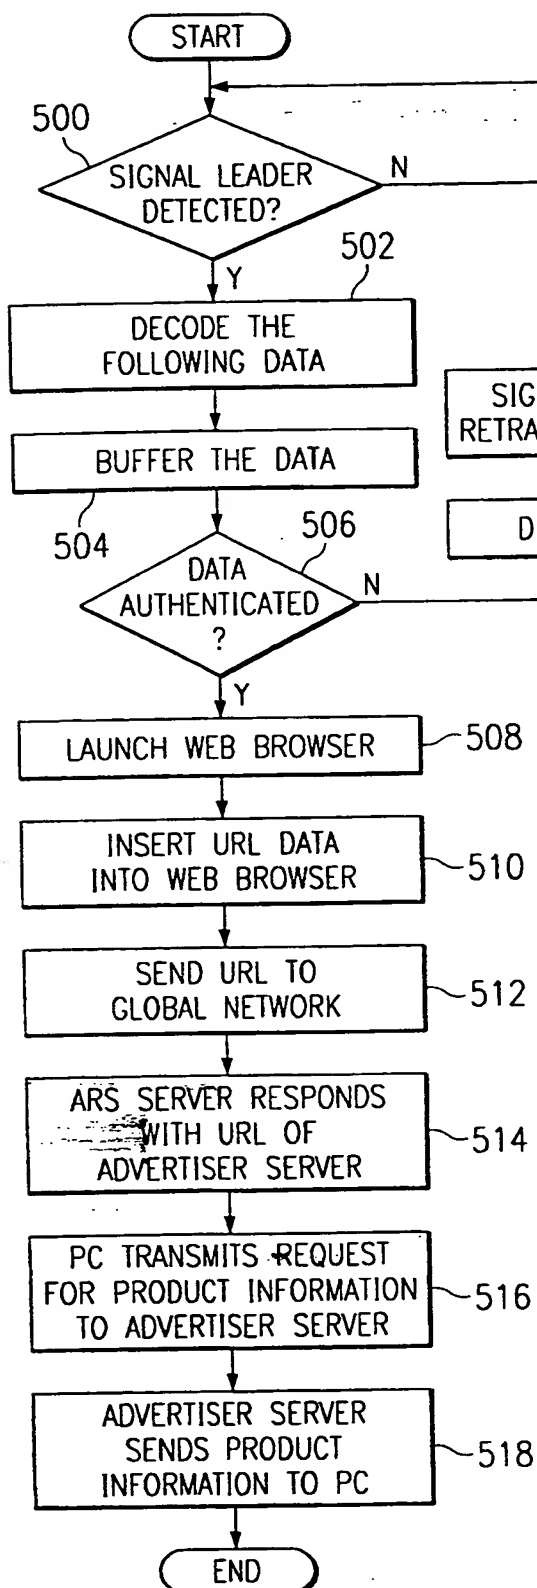 START
500
SIGNAL LEADER
DETECTED?
N
Y
502
DECODE THE
FOLLOWING DATA
BUFFER THE DATA
504
506
DATA
AUTHENTICATED
?
N
Y
LAUNCH WEB BROWSER
508
INSERT URL DATA
INTO WEB BROWSER
510
SEND URL TO
GLOBAL NETWORK
512
ARS SERVER RESPONDS
WITH URL OF
ADVERTISER SERVER
514
PC TRANSMITS REQUEST
FOR PRODUCT INFORMATION
TO ADVERTISER SERVER
516
ADVERTISER SERVER
SENDS PRODUCT
INFORMATION TO PC
518
END
SIG
RETRA
D